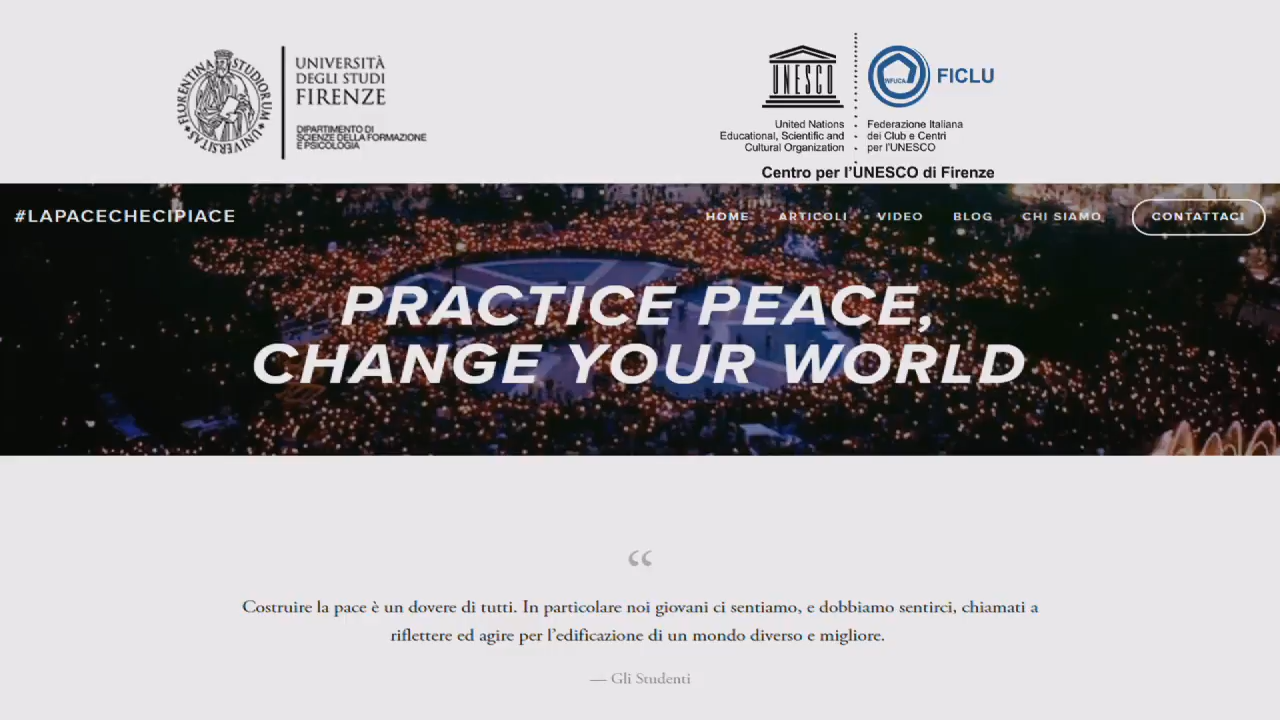 FLORENTINA STUDIORUM UNIVERSITAS
UNIVERSITÀ
DEGLI STUDI
FIRENZE
DIPARTIMENTO DI
SCIENZE DELLA FORMAZIONE
E PSICOLOGIA
UNESCO
FICLU
United Nations
Educational, Scientific and
Cultural Organization
Federazione Italiana
dei Club e Centri
per l'UNESCO
Centro per l'UNESCO di Firenze
#LAPACECHECIPIACE
HOME ARTICOLI VIDEO BLOG CHI SIAMO CONTATTACI
PRACTICE PEACE,
CHANGE YOUR WORLD
“
Costruire la pace è un dovere di tutti. In particolare noi giovani ci sentiamo, e dobbiamo sentirci, chiamati a
riflettere ed agire per l’edificazione di un mondo diverso e migliore.
— Gli Studenti